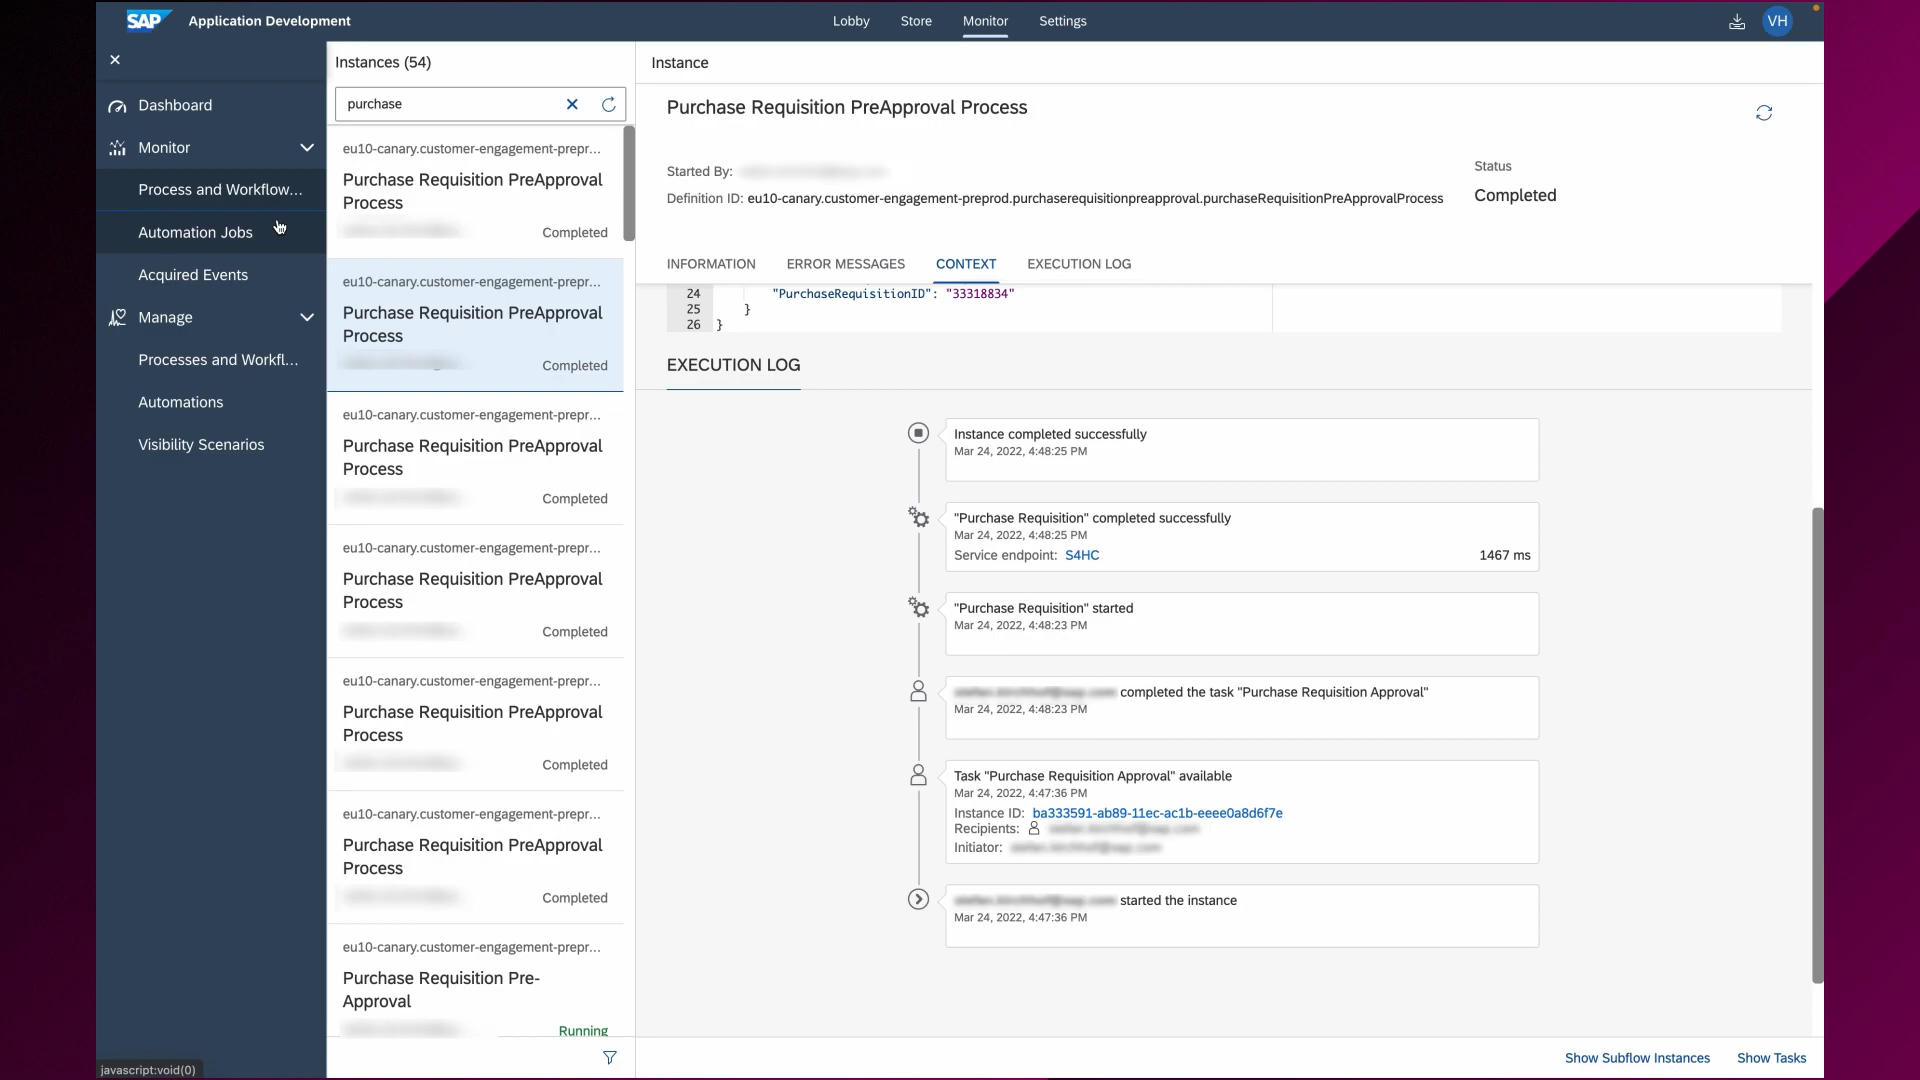 SAP Application Development
Lobby Store Monitor Settings
VH
Dashboard
Monitor
Process and Workflow...
Automation Jobs
Acquired Events
Manage
Processes and Workfl...
Automations
Visibility Scenarios
javascript:void(0)
Instances (54)
purchase
eu10-canary.customer-engagement-prepr...
Purchase Requisition PreApproval
Process
Completed
eu10-canary.customer-engagement-prepr...
Purchase Requisition PreApproval
Process
Completed
eu10-canary.customer-engagement-prepr...
Purchase Requisition PreApproval
Process
Completed
eu10-canary.customer-engagement-prepr...
Purchase Requisition PreApproval
Process
Completed
eu10-canary.customer-engagement-prepr...
Purchase Requisition PreApproval
Process
Completed
eu10-canary.customer-engagement-prepr...
Purchase Requisition PreApproval
Process
Completed
eu10-canary.customer-engagement-prepr...
Purchase Requisition Pre-
Approval
Running
Instance
Purchase Requisition PreApproval Process
Started By:
Definition ID: eu10-canary.customer-engagement-preprod.purchaserequisitionpreapproval.purchaseRequisitionPreApprovalProcess
Status
Completed
INFORMATION ERROR MESSAGES CONTEXT EXECUTION LOG
24 "PurchaseRequisitionID": "33318834"
25 }
26 }
EXECUTION LOG
Instance completed successfully
Mar 24, 2022, 4:48:25 PM
"Purchase Requisition" completed successfully
Mar 24, 2022, 4:48:25 PM
Service endpoint: S4HC 1467 ms
"Purchase Requisition" started
Mar 24, 2022, 4:48:23 PM
completed the task "Purchase Requisition Approval"
Mar 24, 2022, 4:48:23 PM
Task "Purchase Requisition Approval" available
Mar 24, 2022, 4:47:36 PM
Instance ID: ba333591-ab89-11ec-ac1b-eeee0a8d6f7e
Recipients:
Initiator:
started the instance
Mar 24, 2022, 4:47:36 PM
Show Subflow Instances Show Tasks